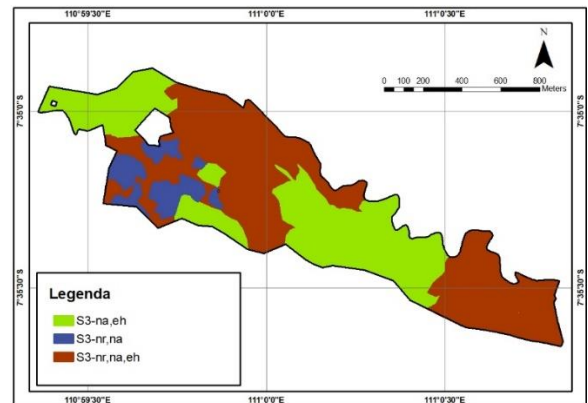 110°59'30"E 111°0'0"E 111°0'30"E
N
0 100 200 400 600 800
Meters
7°35'0"S 7°35'0"S
7°35'30"S 7°35'30"S
Legenda
S3-na,eh
S3-nr,na
S3-nr,na,eh
110°59'30"E 111°0'0"E 111°0'30"E